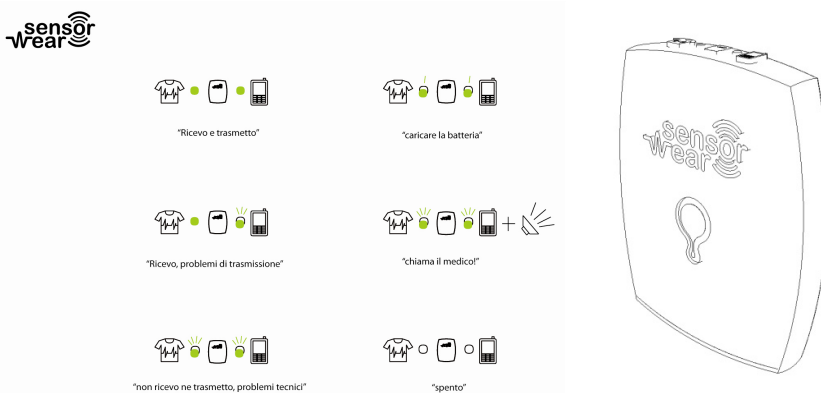 sensor
wear
"Ricevo e trasmetto"
"caricare la batteria"
"Ricevo, problemi di trasmissione"
"chiama il medico!"
"non ricevo ne trasmetto, problemi tecnici"
"spento"
sensor
wear